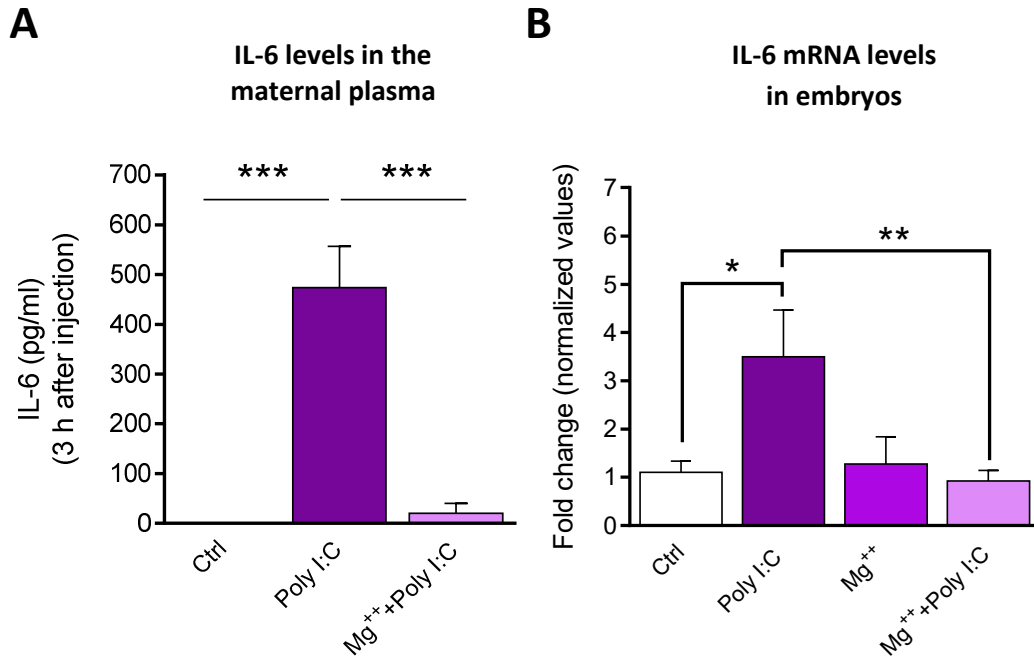 A
IL-6 levels in the
maternal plasma
IL-6 (pg/ml)
(3 h after injection)
700
600
500
400
300
200
100
0
***
***
Ctrl
Poly I:C
Mg⁺⁺+Poly I:C
B
IL-6 mRNA levels
in embryos
Fold change (normalized values)
7
6
5
4
3
2
1
0
*
**
Ctrl
Poly I:C
Mg⁺⁺
Mg⁺⁺+Poly I:C